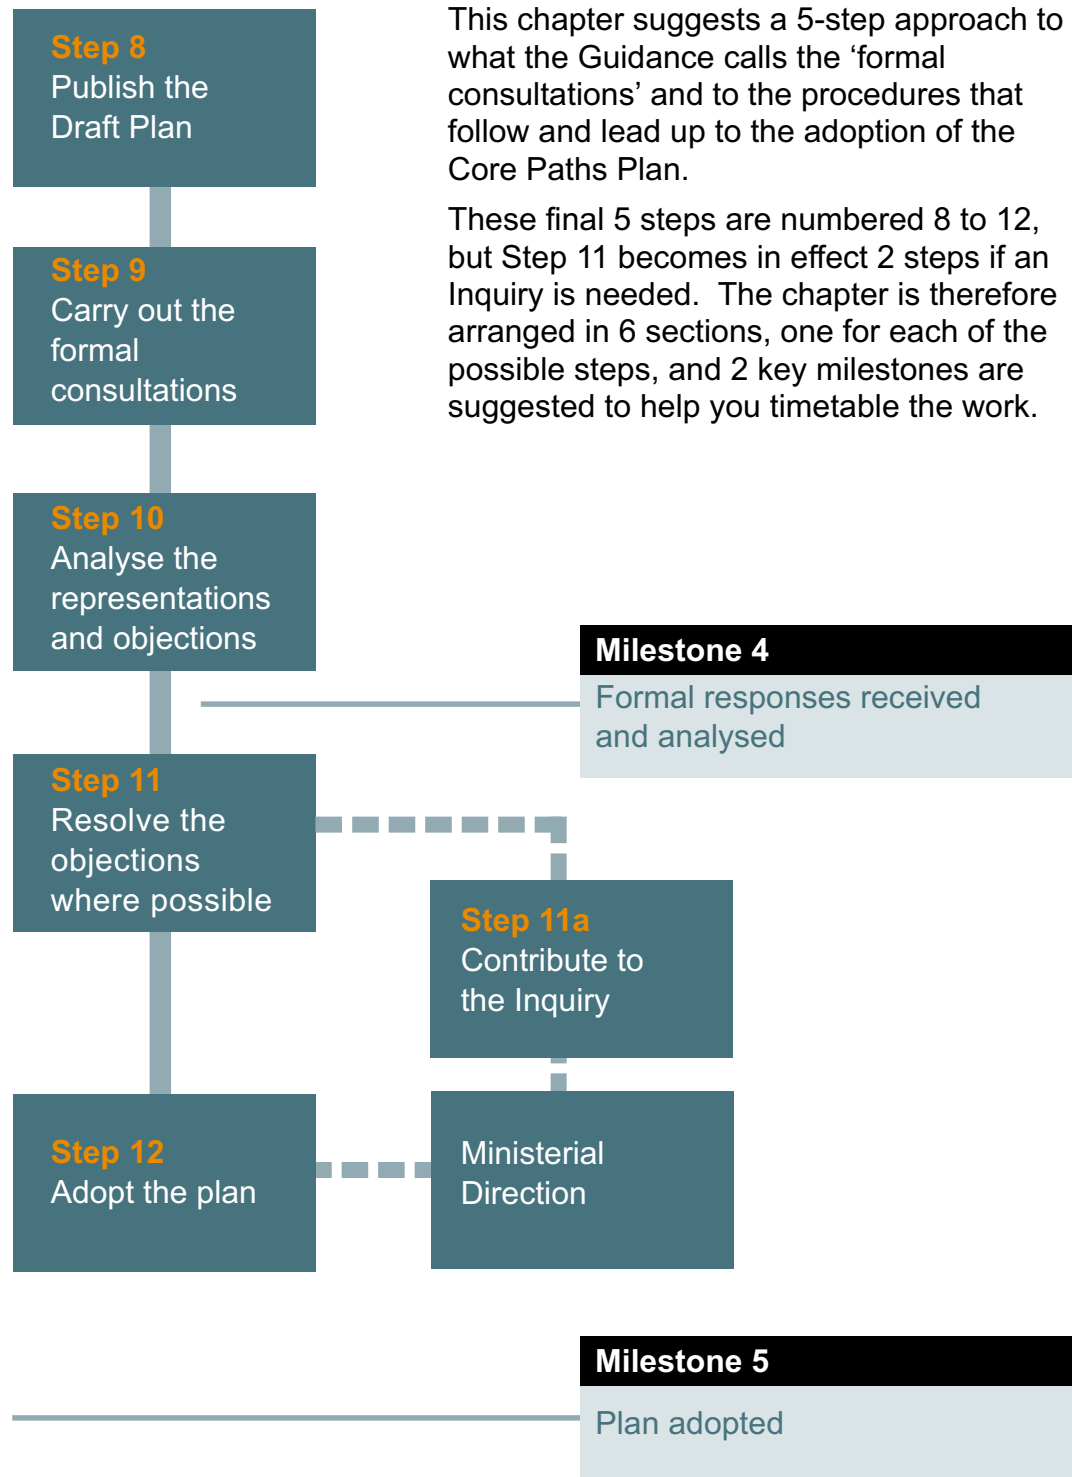 This chapter suggests a 5-step approach to
what the Guidance calls the ‘formal
consultations’ and to the procedures that
follow and lead up to the adoption of the
Core Paths Plan.
These final 5 steps are numbered 8 to 12,
but Step 11 becomes in effect 2 steps if an
Inquiry is needed.  The chapter is therefore
arranged in 6 sections, one for each of the
possible steps, and 2 key milestones are
suggested to help you timetable the work.
Step 8
Publish the
Draft Plan
Step 9
Carry out the
formal
consultations
Step 10
Analyse the
representations
and objections
Milestone 4
Formal responses received
and analysed
Step 11
Resolve the
objections
where possible
Step 11a
Contribute to
the Inquiry
Ministerial
Direction
Step 12
Adopt the plan
Milestone 5
Plan adopted